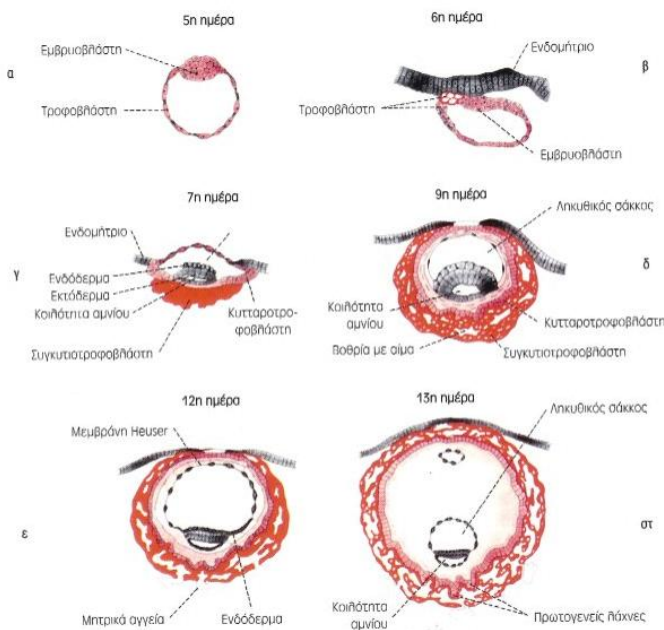 5η ημέρα
Εμβρυοβλάστη
α
Τροφοβλάστη
6η ημέρα
Ενδομήτριο
β
Τροφοβλάστη
Εμβρυοβλάστη
7η ημέρα
Ενδομήτριο
γ
Ενδόδερμα
Εκτόδερμα
Κοιλότητα αμνίου
Κυτταροτρο-
φοβλάστη
Συγκυτιοτροφοβλάστη
9η ημέρα
Ληκυθικός σάκκος
δ
Κοιλότητα
αμνίου
Κυτταροτροφοβλάστη
Βοθρία με αίμα
Συγκυτιοτροφοβλάστη
12η ημέρα
Μεμβράνη Heuser
ε
Μητρικά αγγεία
Ενδόδερμα
13η ημέρα
Ληκυθικός σάκκος
στ
Κοιλότητα
αμνίου
Πρωτογενείς λάχνες